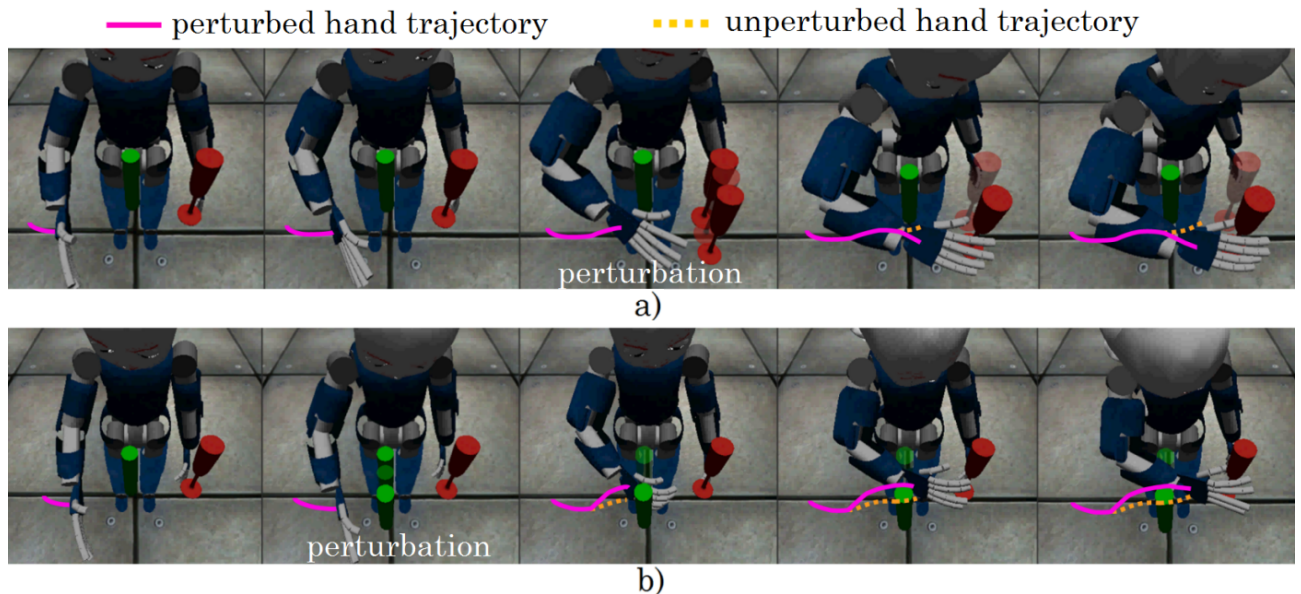 perturbed hand trajectory
unperturbed hand trajectory
perturbation
a)
perturbation
b)